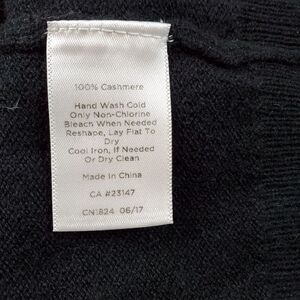 100% Cashmere
Hand Wash Cold
Only Non-Chlorine
Bleach When Needed
Reshape, Lay Flat To
Dry
Cool Iron, If Needed
Or Dry Clean
Made in China
CA #23147
CN1824 06/17